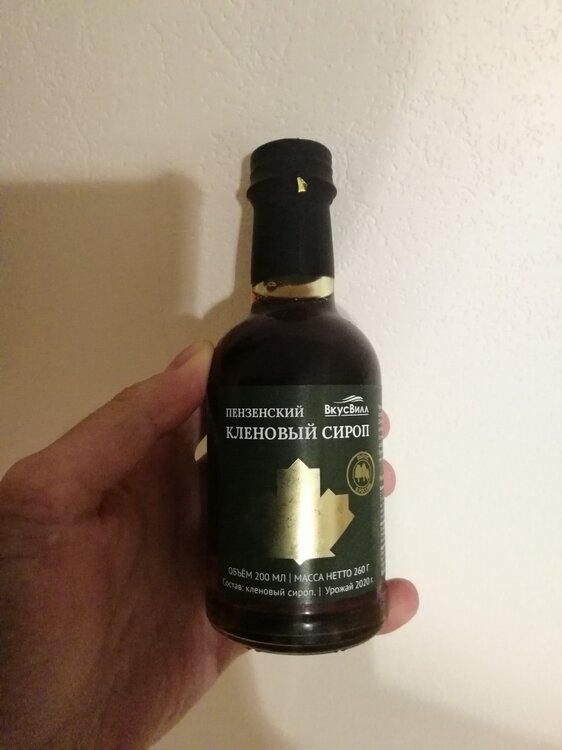 ВкусВилл
ПЕНЗЕНСКИЙ
КЛЕНОВЫЙ СИРОП
ОБЪЁМ 200 МЛ | МАССА НЕТТО 260 Г
Состав: кленовый сироп. | Урожай 2020 г.